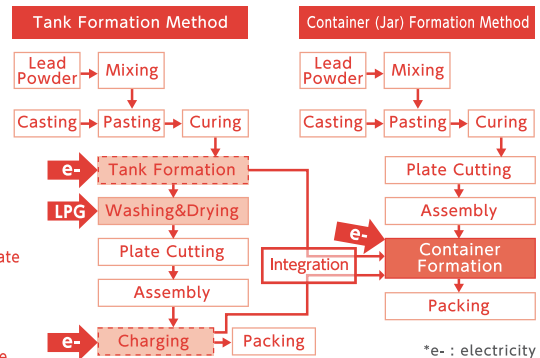 Tank Formation Method
Lead
Powder
Mixing
Casting
Pasting
Curing
e-
Tank Formation
LPG
Washing&Drying
Plate Cutting
Assembly
e-
Charging
Packing
ate
e
Integration
Container (Jar) Formation Method
Lead
Powder
Mixing
Casting
Pasting
Curing
Plate Cutting
Assembly
e-
Container
Formation
Packing
*e- : electricity